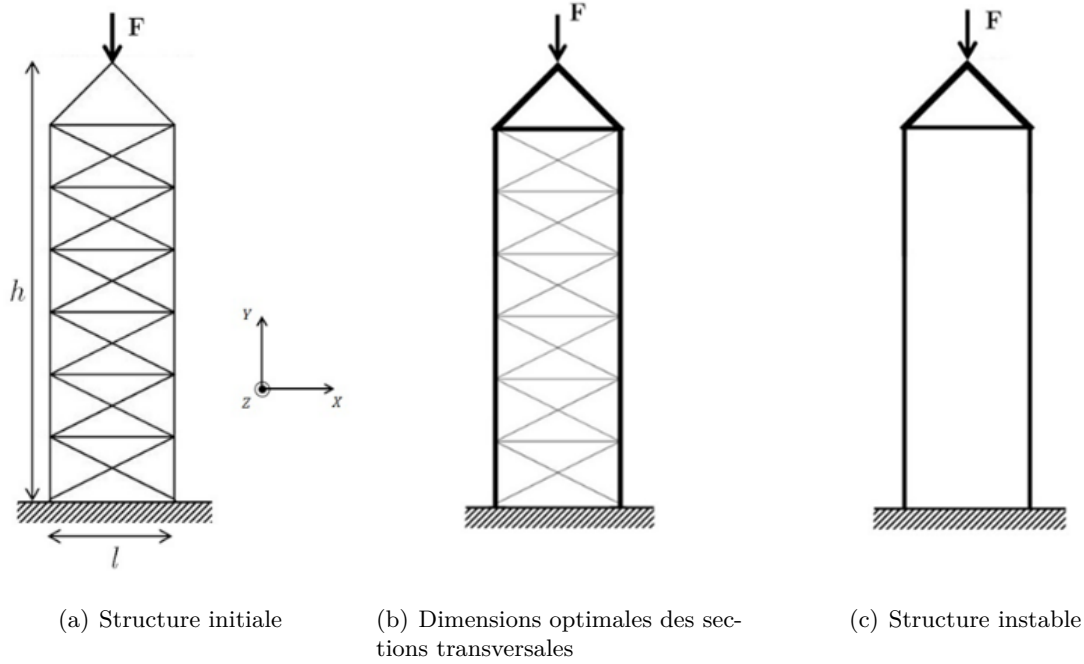 F
F
F
h
l
Y
Z
X
(a) Structure initiale
(b) Dimensions optimales des sec-
tions transversales
(c) Structure instable